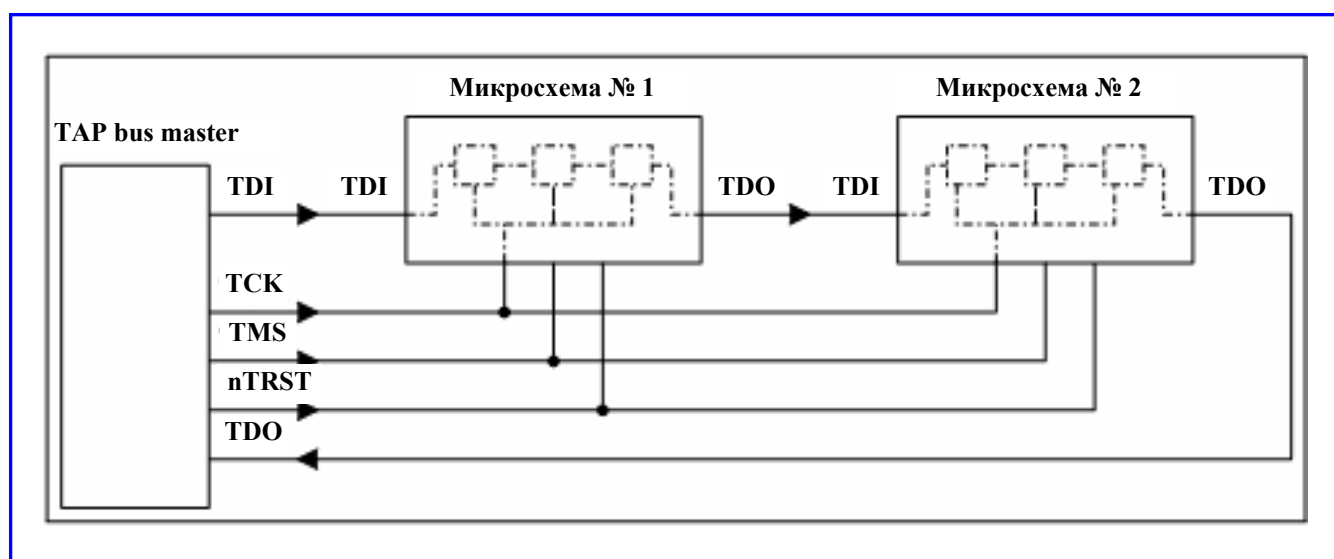 Микросхема № 1
Микросхема № 2
TAP bus master
TDI
TDI
TDO
TDI
TDO
TCK
TMS
nTRST
TDO